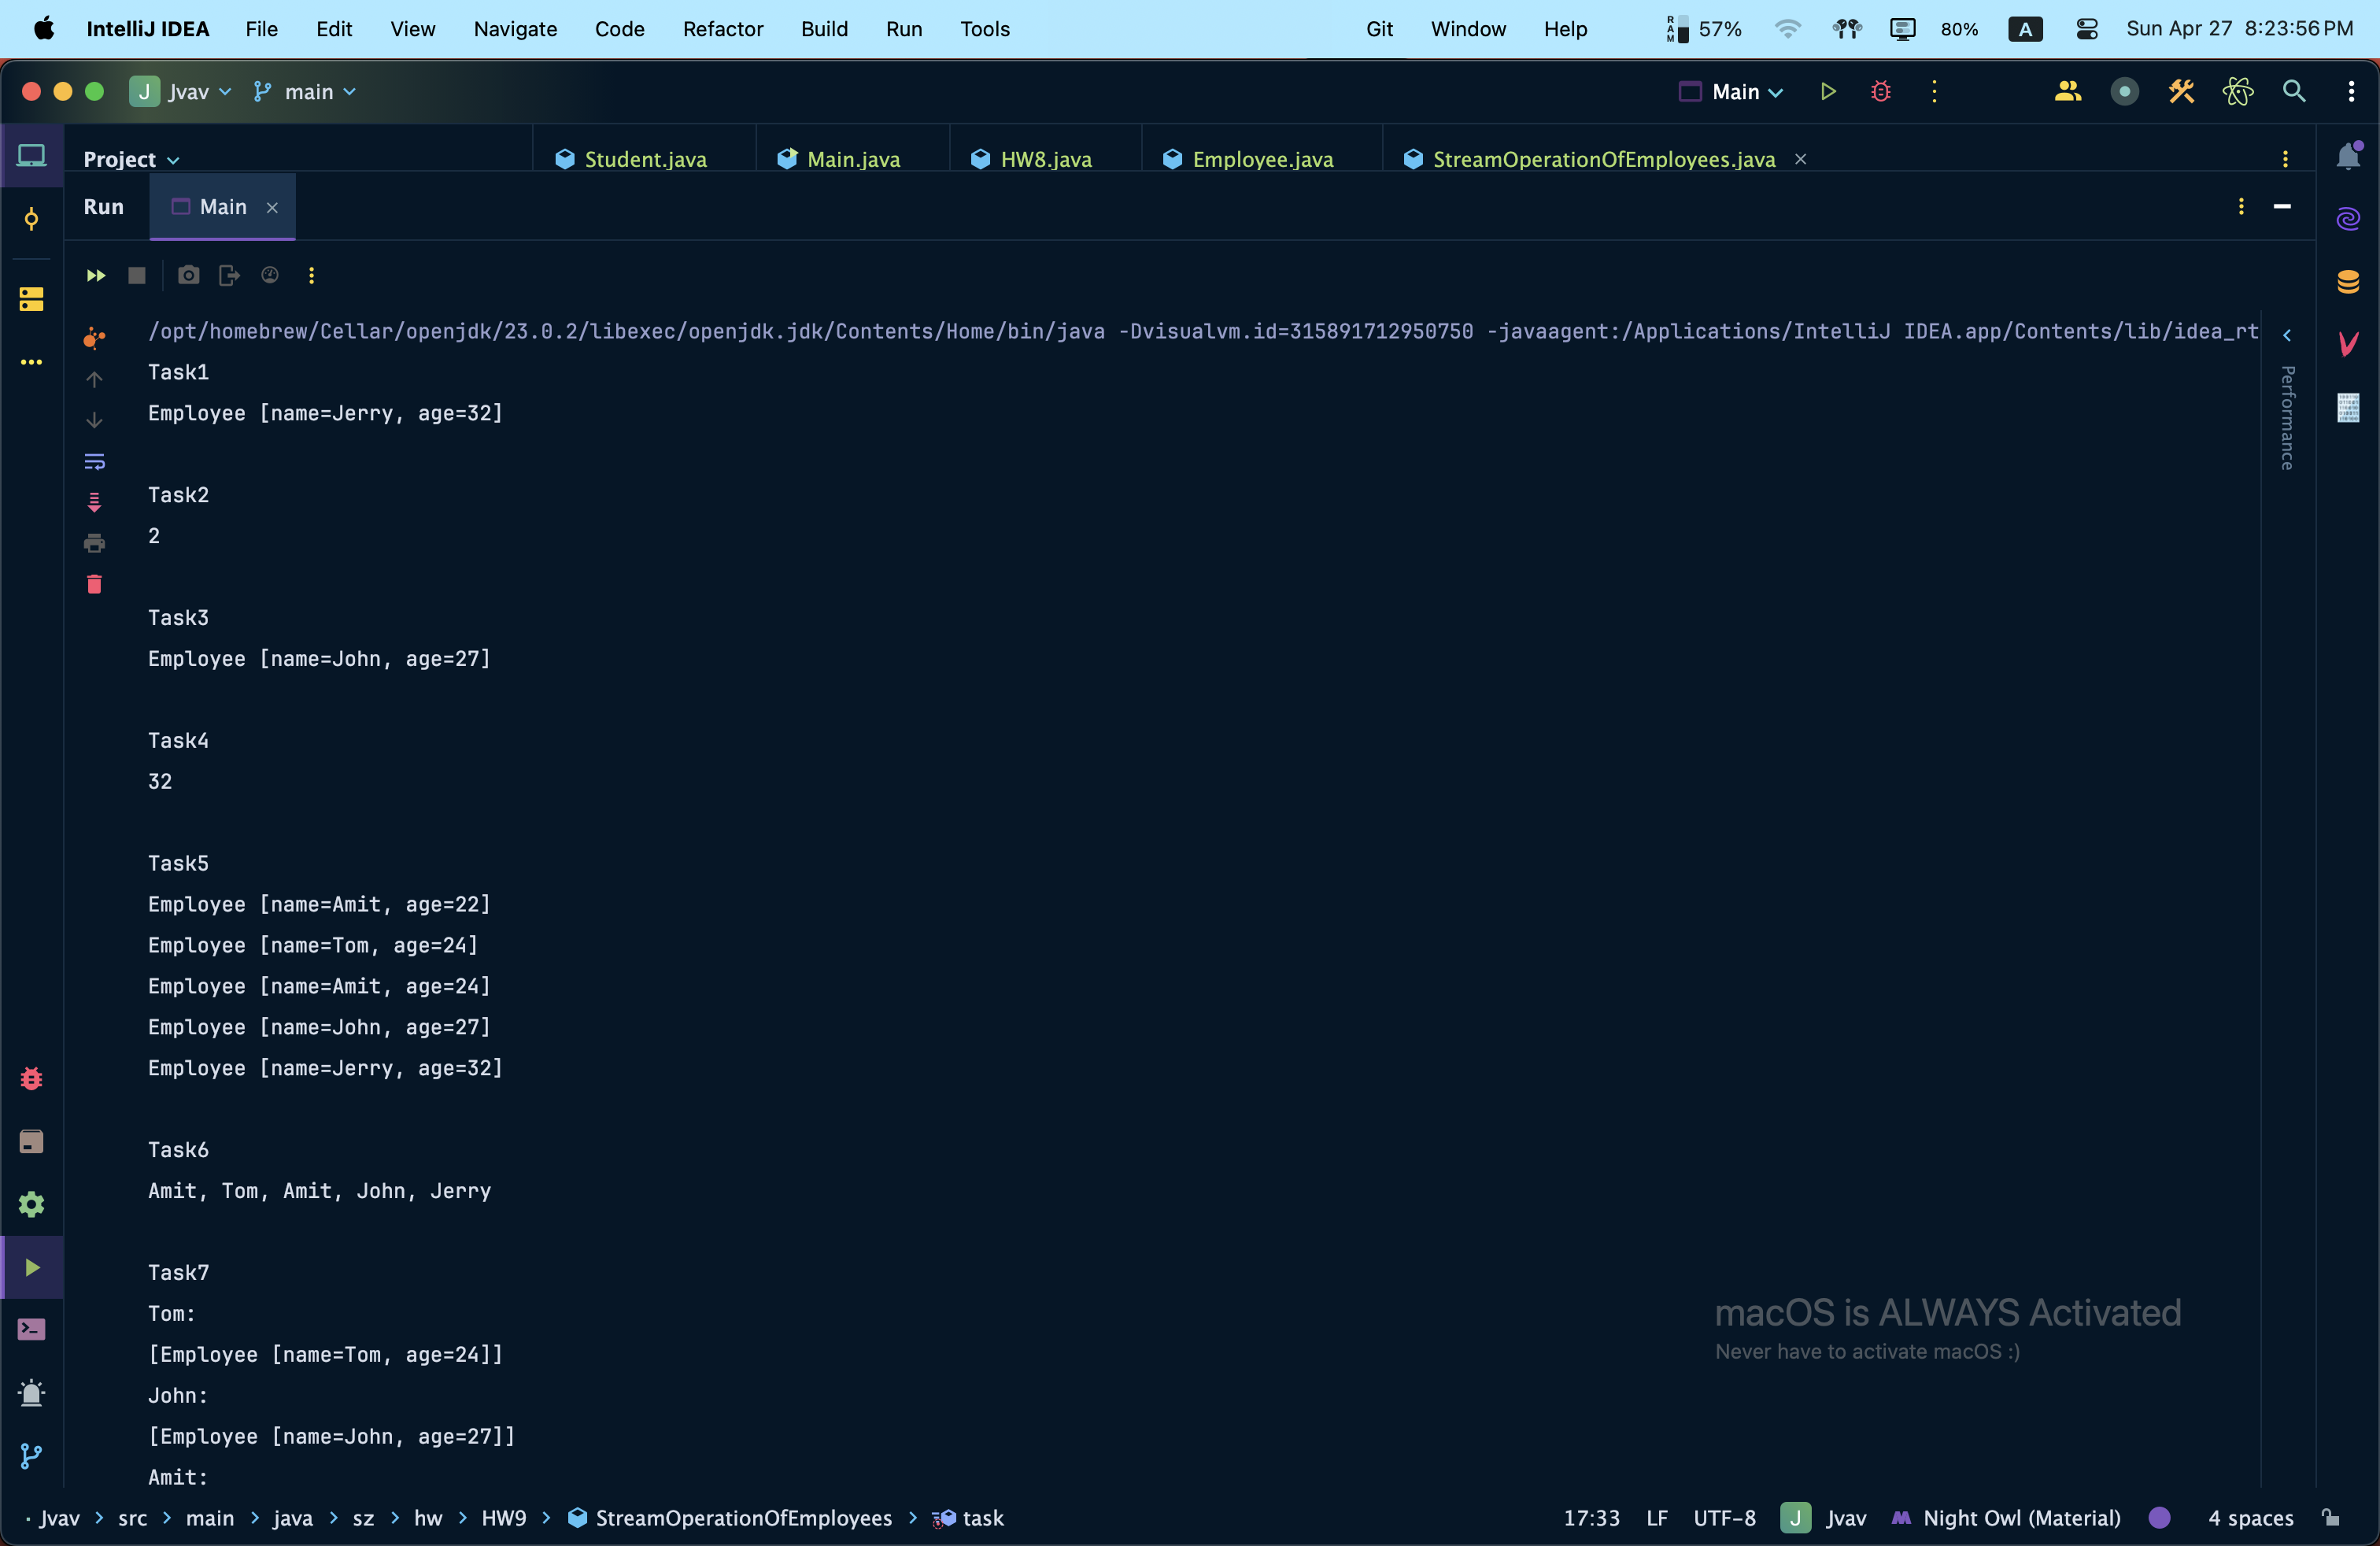 IntelliJ IDEA File Edit View Navigate Code Refactor Build Run Tools Git Window Help RAM 57% 80% A Sun Apr 27 8:23:56 PM
J Jvav main Main
Project Student.java Main.java HW8.java Employee.java StreamOperationOfEmployees.java
Run Main
/opt/homebrew/Cellar/openjdk/23.0.2/libexec/openjdk.jdk/Contents/Home/bin/java -Dvisualvm.id=315891712950750 -javaagent:/Applications/IntelliJ IDEA.app/Contents/lib/idea_rt
Performance
Task1
Employee [name=Jerry, age=32]
Task2
2
Task3
Employee [name=John, age=27]
Task4
32
Task5
Employee [name=Amit, age=22]
Employee [name=Tom, age=24]
Employee [name=Amit, age=24]
Employee [name=John, age=27]
Employee [name=Jerry, age=32]
Task6
Amit, Tom, Amit, John, Jerry
Task7
Tom:
[Employee [name=Tom, age=24]]
John:
[Employee [name=John, age=27]]
Amit:
macOS is ALWAYS Activated
Never have to activate macOS :)
Jvav > src > main > java > sz > hw > HW9 > StreamOperationOfEmployees > task 17:33 LF UTF-8 J Jvav Night Owl (Material) 4 spaces